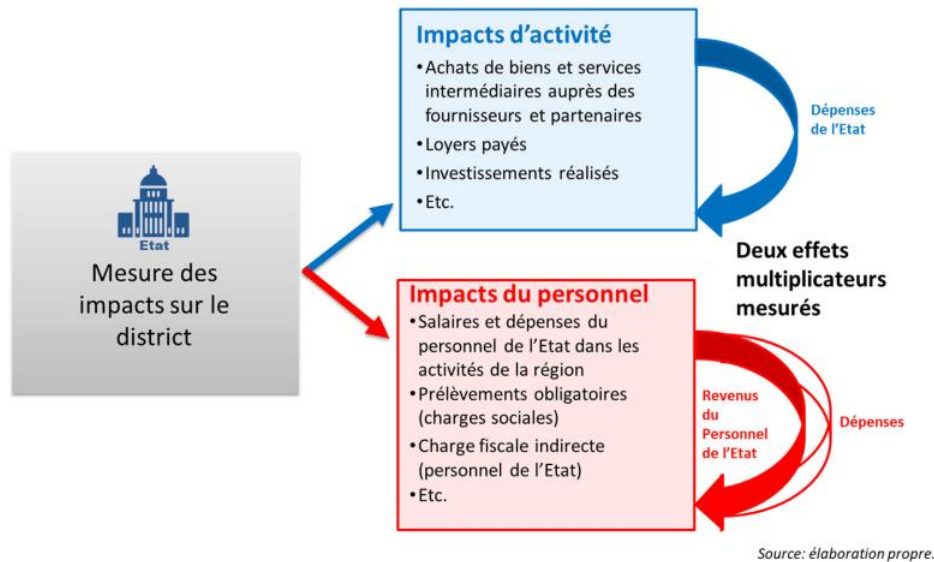 Impacts d’activité
•Achats de biens et services
intermédiaires auprès des
fournisseurs et partenaires
•Loyers payés
•Investissements réalisés
•Etc.
Dépenses
de l’Etat
Etat
Mesure des
impacts sur le
district
Deux effets
multiplicateurs
mesurés
Impacts du personnel
•Salaires et dépenses du
personnel de l’Etat dans les
activités de la région
•Prélèvements obligatoires
(charges sociales)
•Charge fiscale indirecte
(personnel de l’Etat)
•Etc.
Revenus
du
Personnel
de l’Etat
Dépenses
Source: élaboration propre.